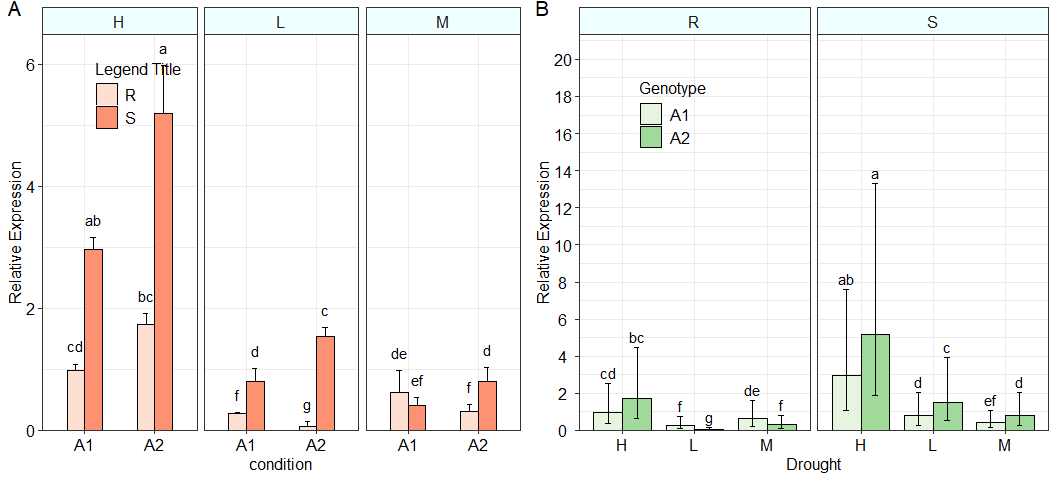 A
H L M
Legend Title
R
S
Relative Expression
6
4
2
0
a
ab
bc
cd
c
d
f
g
de
ef
d
f
A1 A2 A1 A2 A1 A2
condition
B
R S
Genotype
A1
A2
Relative Expression
20
18
16
14
12
10
8
6
4
2
0
cd
bc
f
g
de
f
ab
a
d
c
ef
d
H L M H L M
Drought